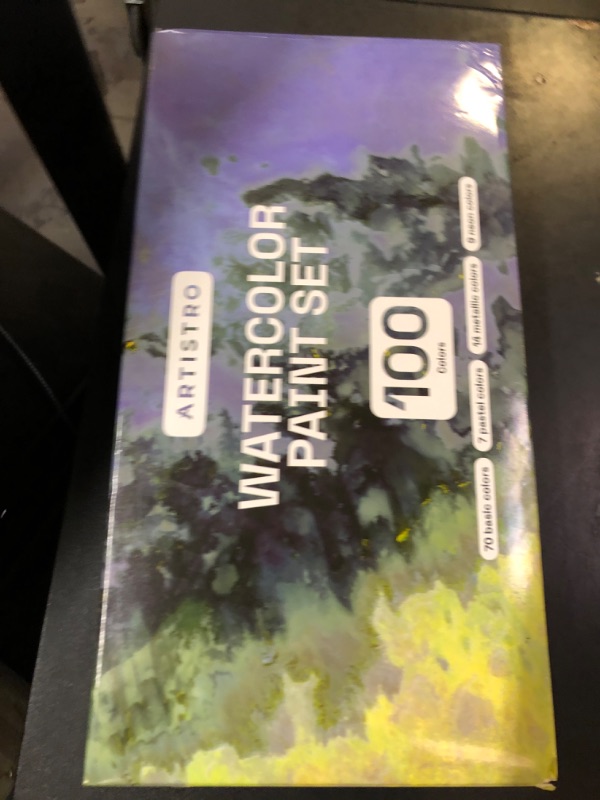 ARTISTRO
WATERCOLOR
PAINT SET
100
Colors
70 basic colors
7 pastel colors
14 metallic colors
9 neon colors